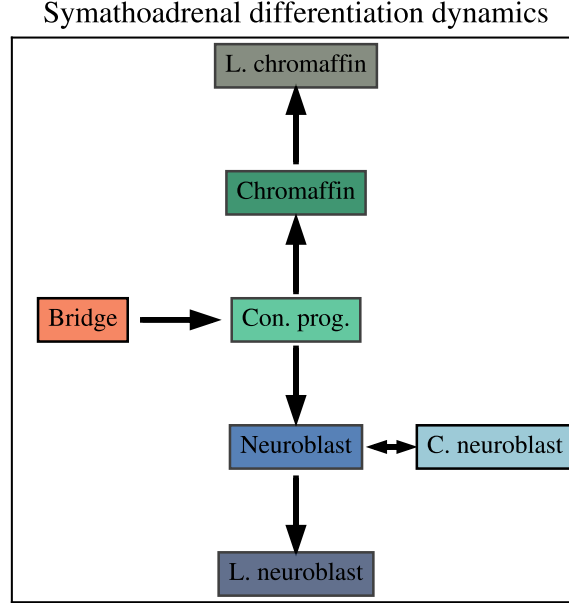 Symathoadrenal differentiation dynamics
L. chromaffin
Chromaffin
Bridge
Con. prog.
Neuroblast
C. neuroblast
L. neuroblast